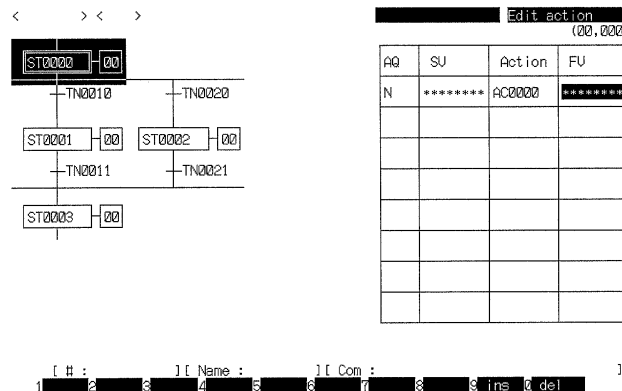 < > < >
Edit action
(00,000
ST0000 00
TN0010 TN0020
ST0001 00 ST0002 00
TN0011 TN0021
ST0003 00
AQ SV Action FV
N ******** AC0000 ********
[ # : ][ Name : ][ Com : ]
1 2 3 4 5 6 7 8 9 ins 0 del